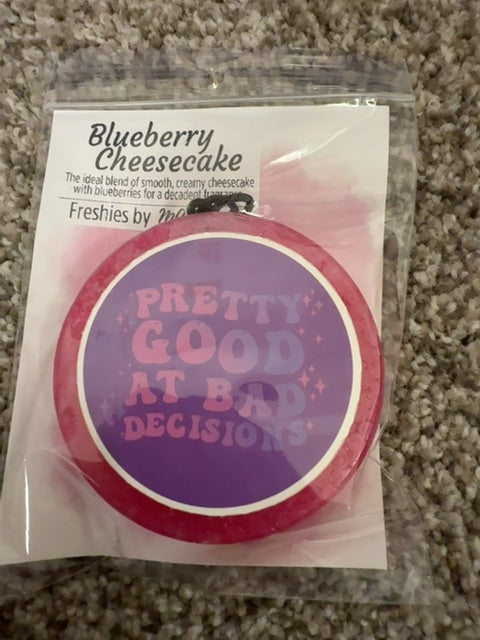 Blueberry
Cheesecake
The ideal blend of smooth, creamy cheesecake
with blueberries for a decadent fragrance
Freshies by
PRETTY
GOOD
AT BAD
DECISIONS